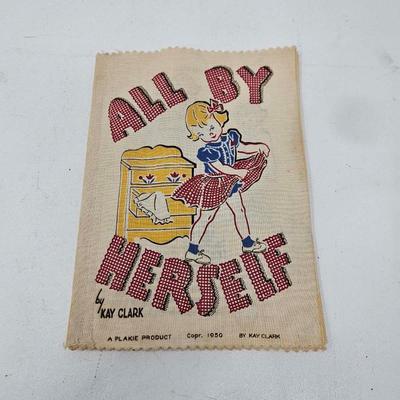 ALL BY
HERSELF
by
KAY CLARK
A PLAKIE PRODUCT Copr. 1950 BY KAY CLARK